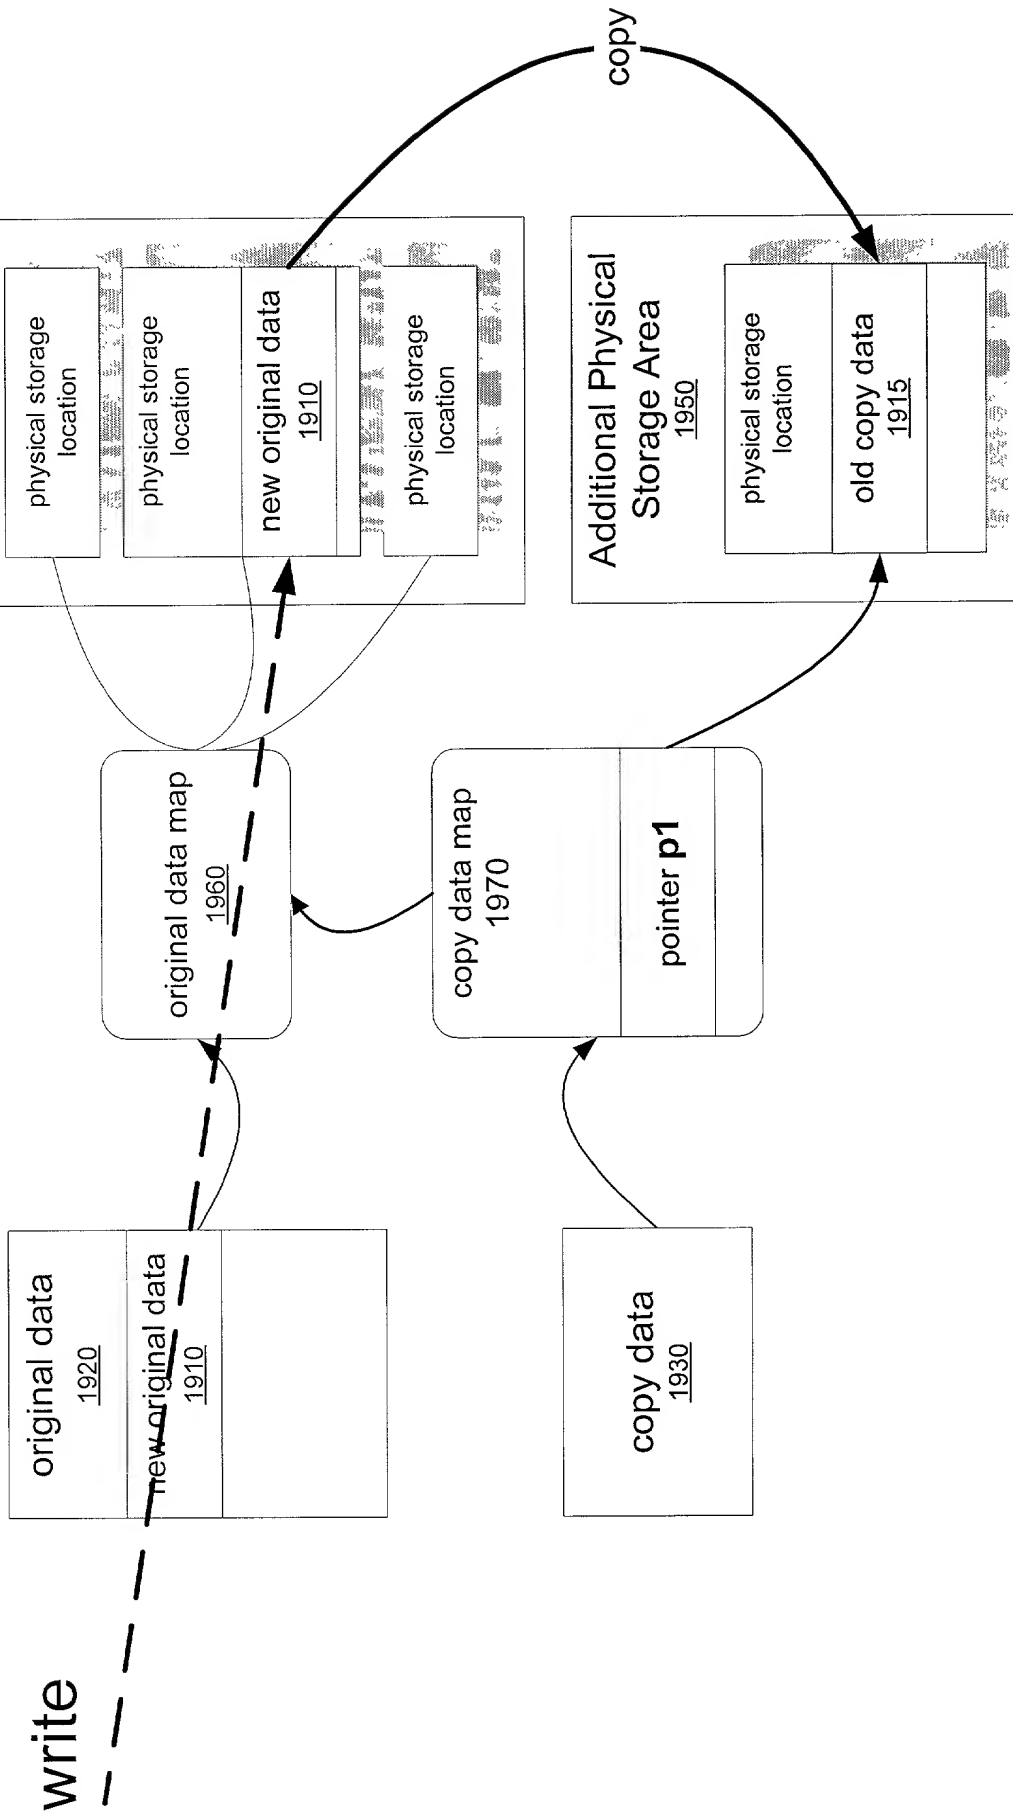 write
original data
1920
new original data
1910
copy data
1930
original data map
1960
copy data map
1970
pointer p1
physical storage
location
physical storage
location
new original data
1910
physical storage
location
Additional Physical
Storage Area
1950
physical storage
location
old copy data
1915
copy